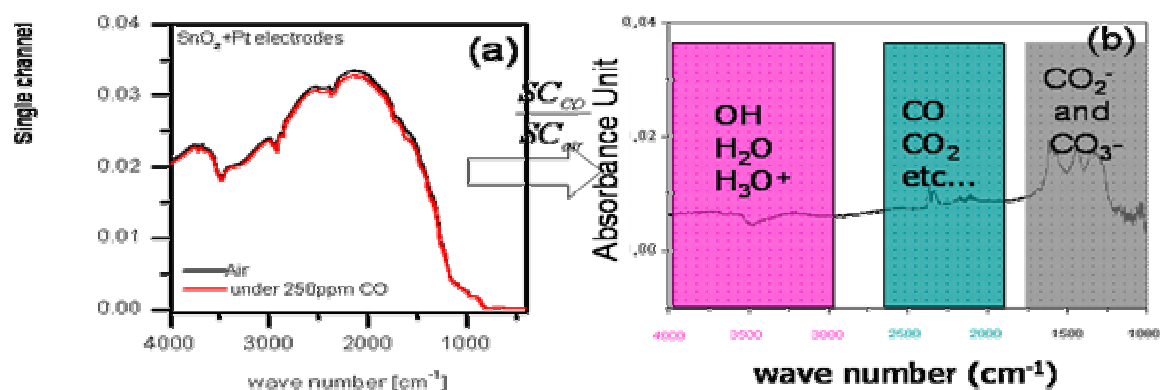 0.04
0.03
0.02
0.01
0.00
Single channel
SnO₂+Pt electrodes
(a)
Air
under 250ppm CO
4000 3000 2000 1000
wave number [cm⁻¹]
SC_CO
SC_air
0,04
,02
,00
Absorbance Unit
(b)
OH
H₂O
H₃O⁺
CO
CO₂
etc...
CO₂⁻
and
CO₃⁻
4000 3500 3000 2500 2000 1500 1000
wave number (cm⁻¹)